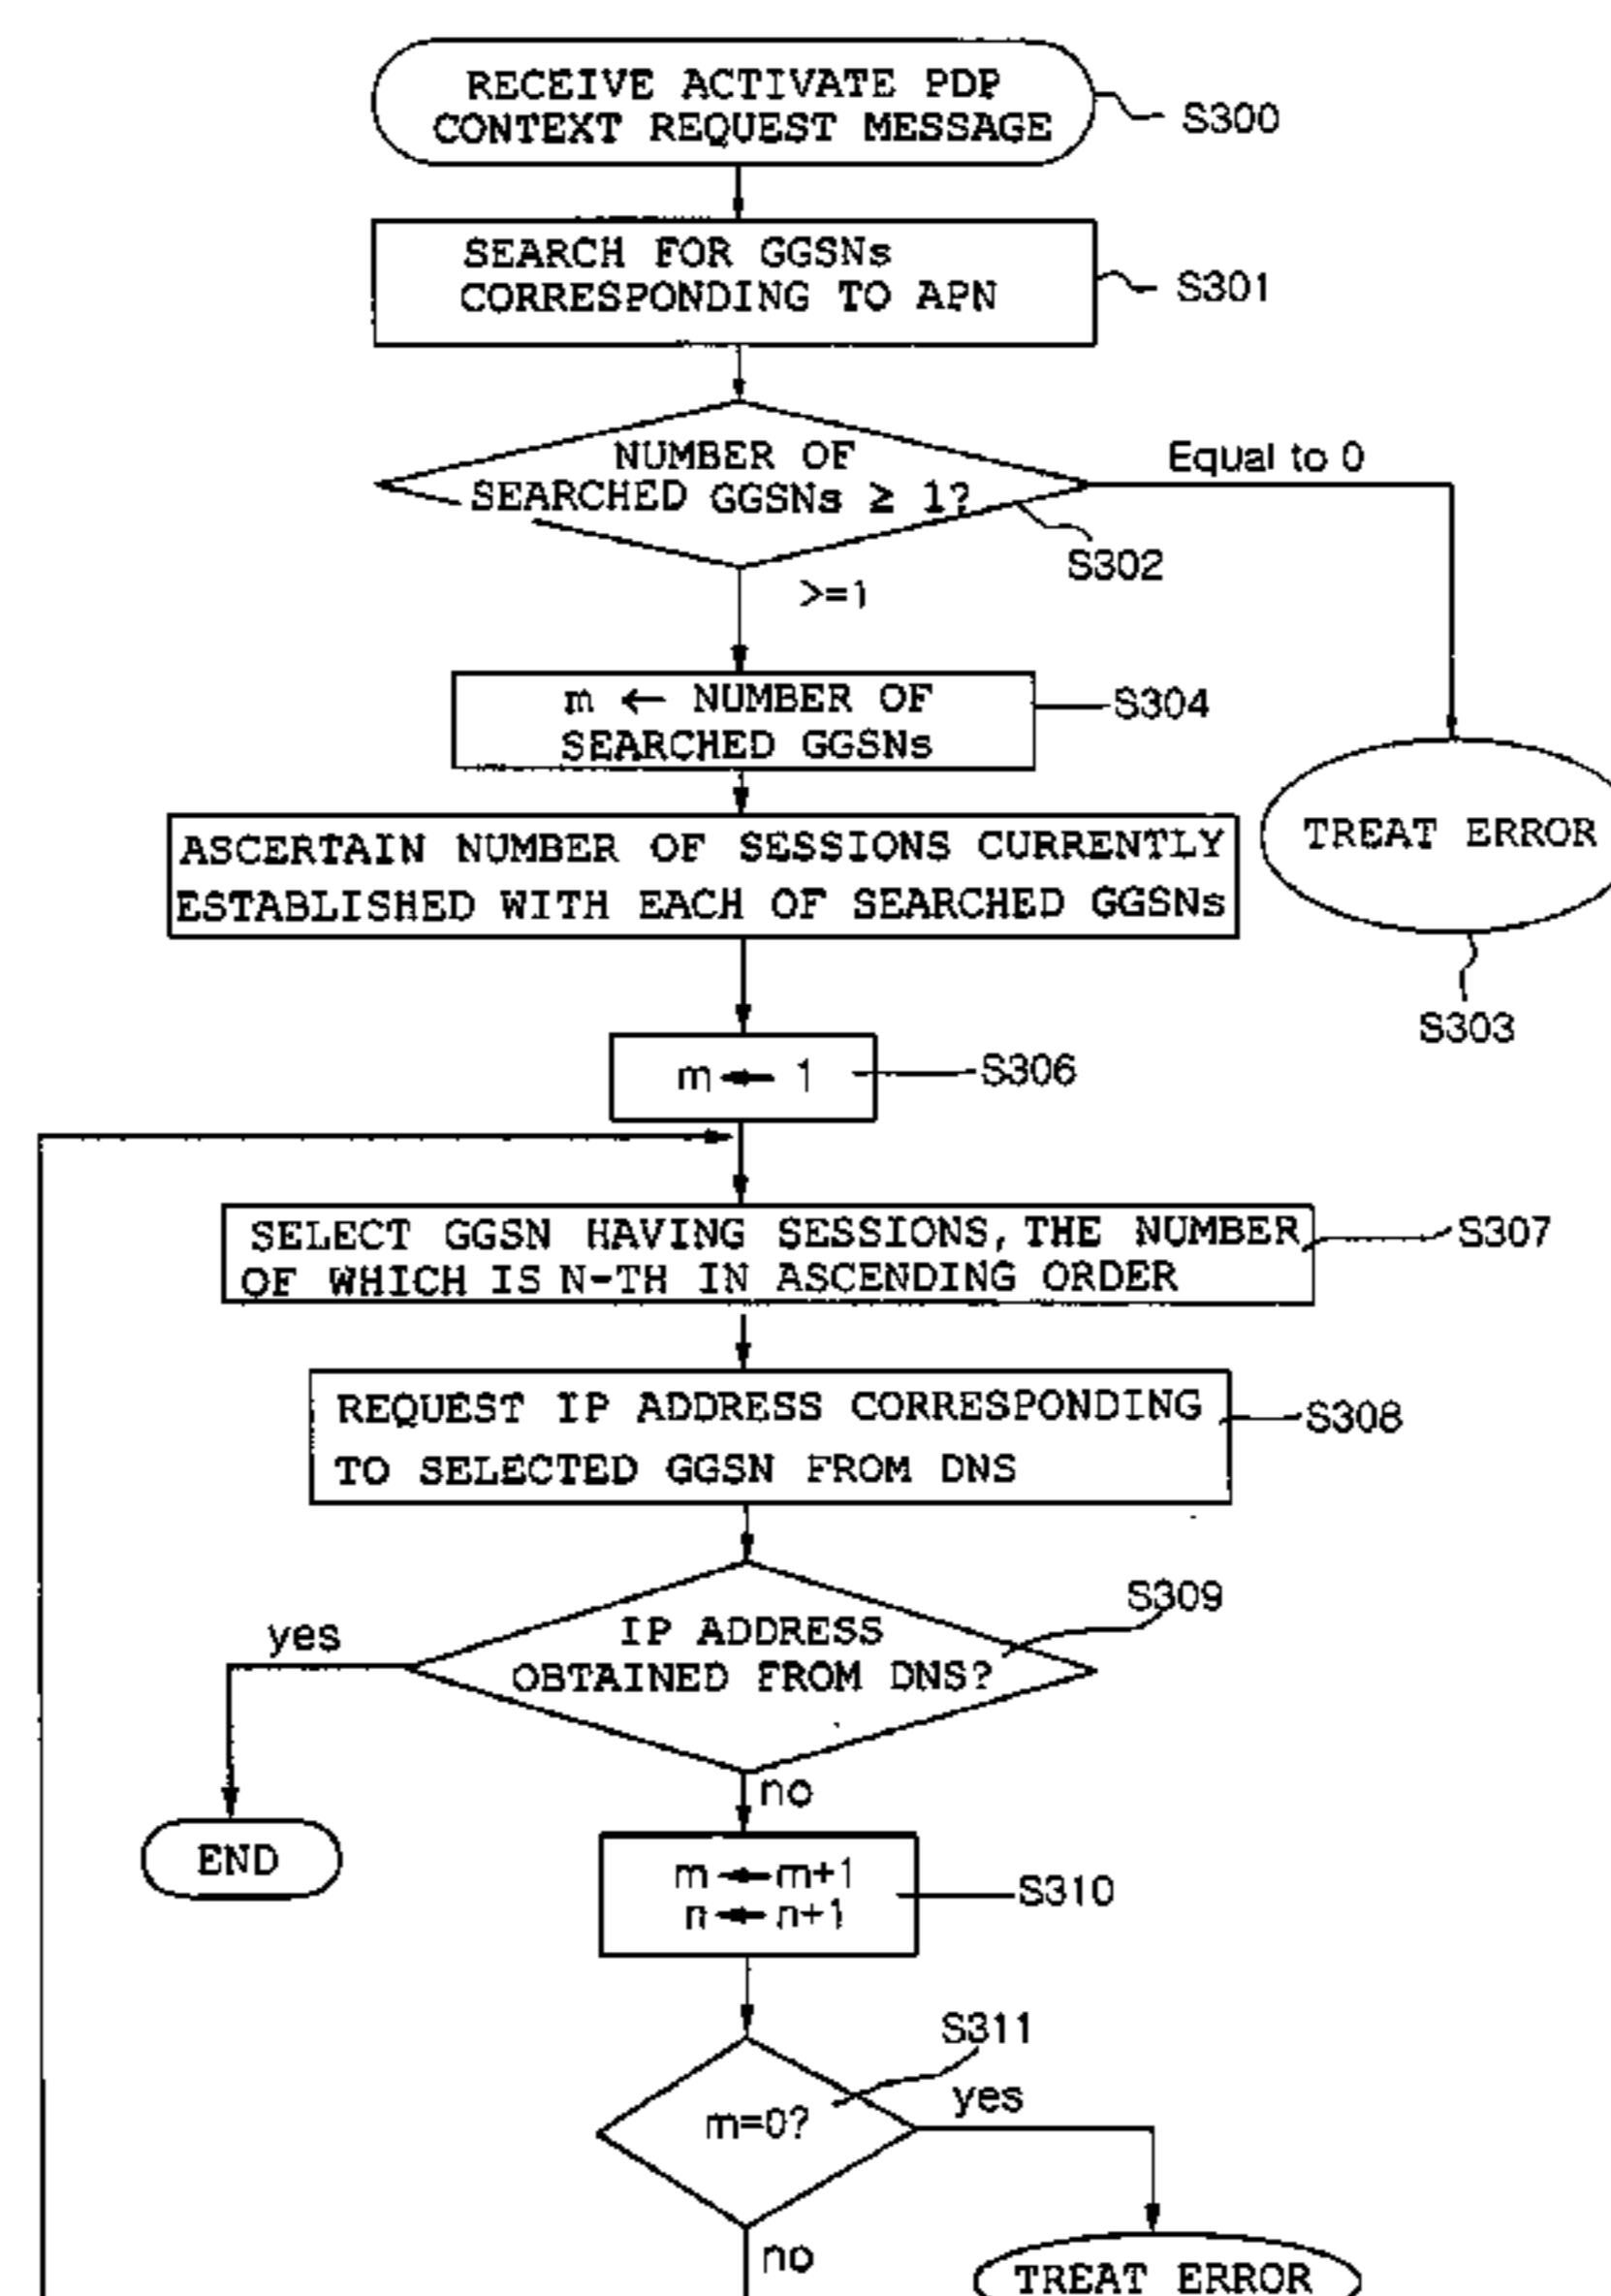 RECEIVE ACTIVATE PDP
CONTEXT REQUEST MESSAGE
S300
SEARCH FOR GGSNs
CORRESPONDING TO APN
S301
NUMBER OF
SEARCHED GGSNs ≥ 1?
Equal to 0
S302
>=1
m ← NUMBER OF
SEARCHED GGSNs
S304
TREAT ERROR
S303
ASCERTAIN NUMBER OF SESSIONS CURRENTLY
ESTABLISHED WITH EACH OF SEARCHED GGSNs
m ← 1
S306
SELECT GGSN HAVING SESSIONS, THE NUMBER
OF WHICH IS N-TH IN ASCENDING ORDER
S307
REQUEST IP ADDRESS CORRESPONDING
TO SELECTED GGSN FROM DNS
S308
IP ADDRESS
OBTAINED FROM DNS?
S309
yes
END
no
m ← m+1
n ← n+1
S310
S311
m=0?
yes
no
TREAT ERROR